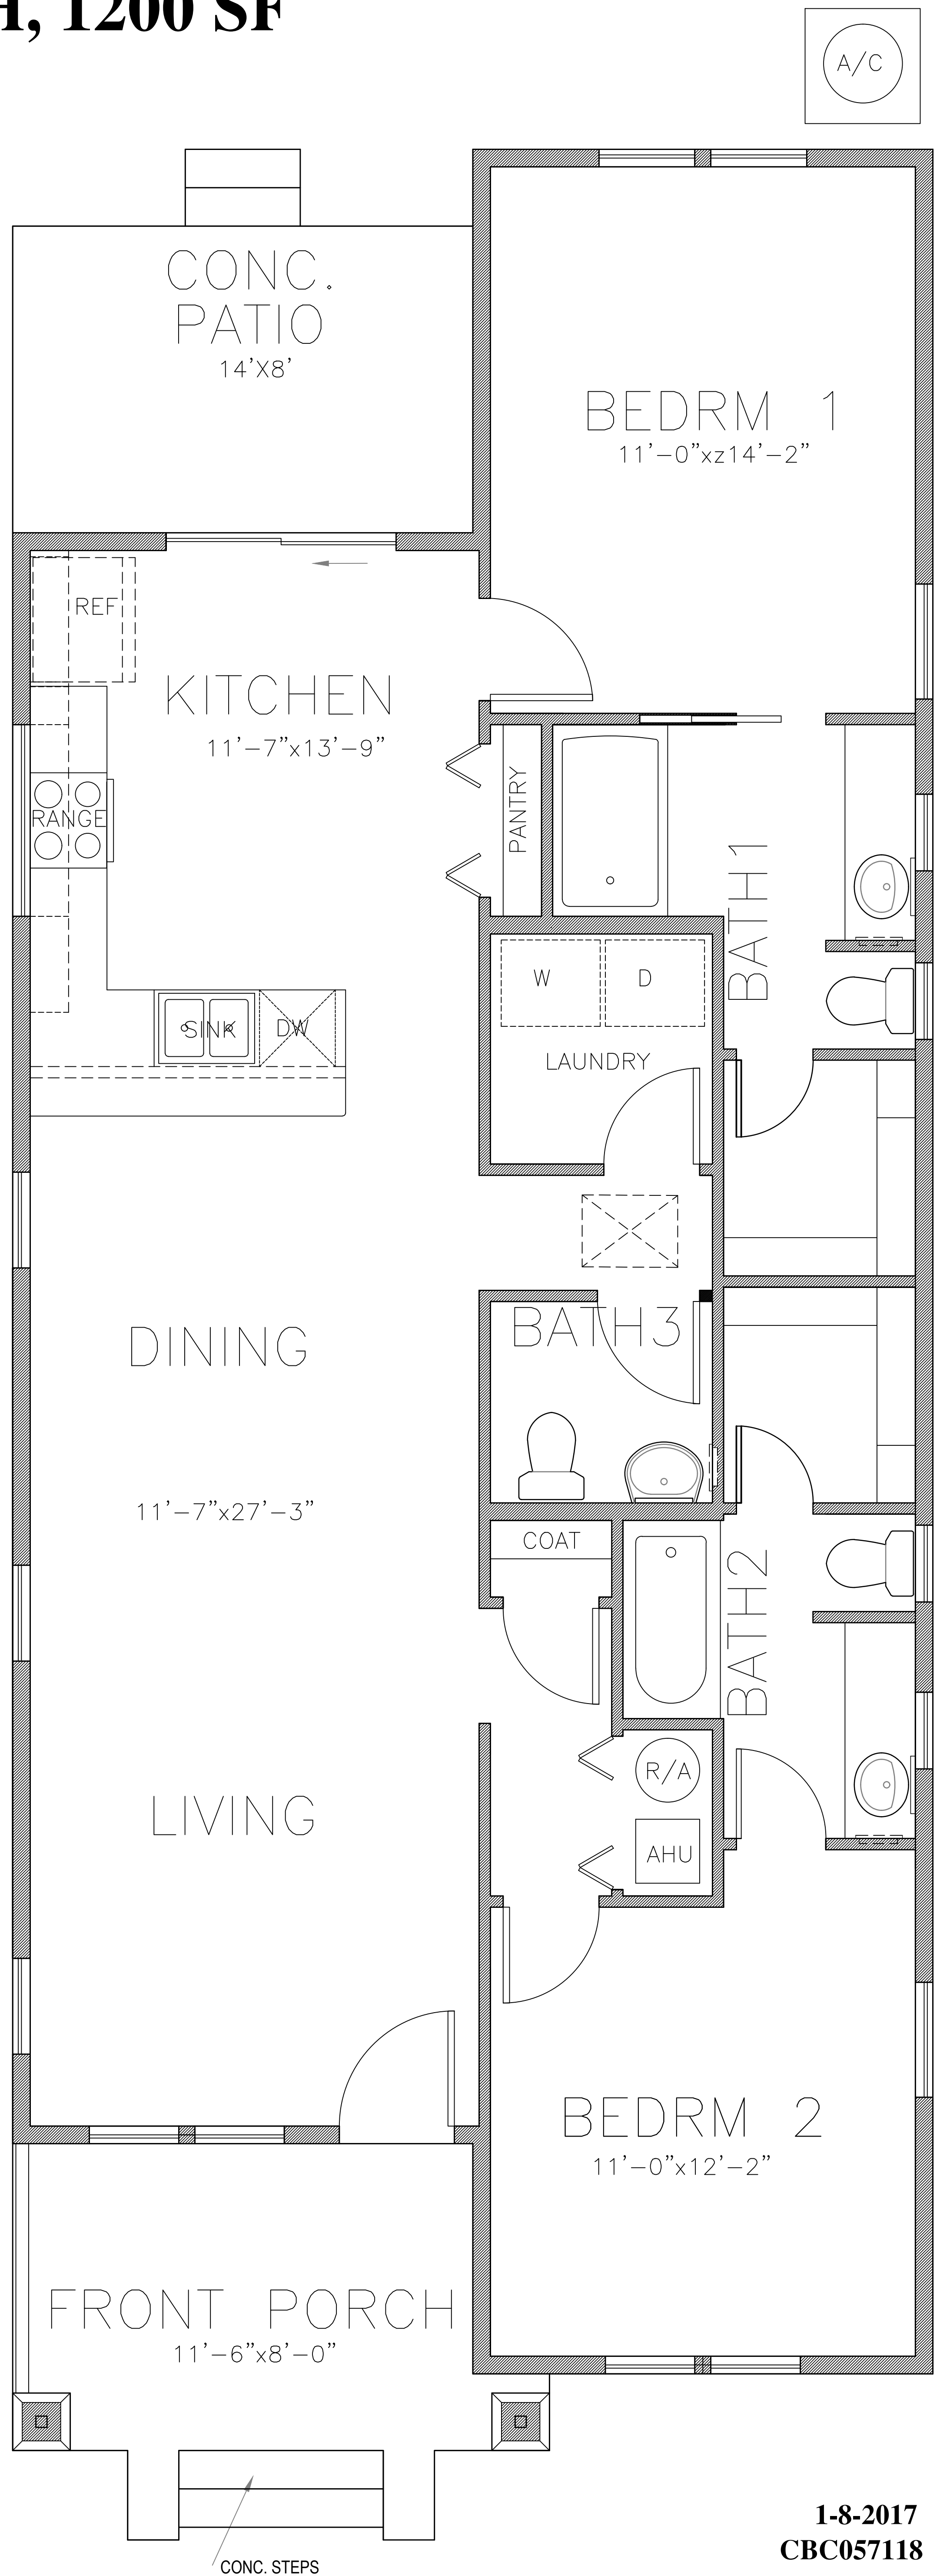 H, 1200 SF
A/C
CONC.
PATIO
14'X8'
BEDRM 1
11'-0"xz14'-2"
REF
KITCHEN
11'-7"x13'-9"
RANGE
PANTRY
BATH1
SINK
DW
W
D
LAUNDRY
DINING
11'-7"x27'-3"
BATH3
COAT
BATH2
R/A
AHU
LIVING
BEDRM 2
11'-0"x12'-2"
FRONT PORCH
11'-6"x8'-0"
CONC. STEPS
1-8-2017
CBC057118